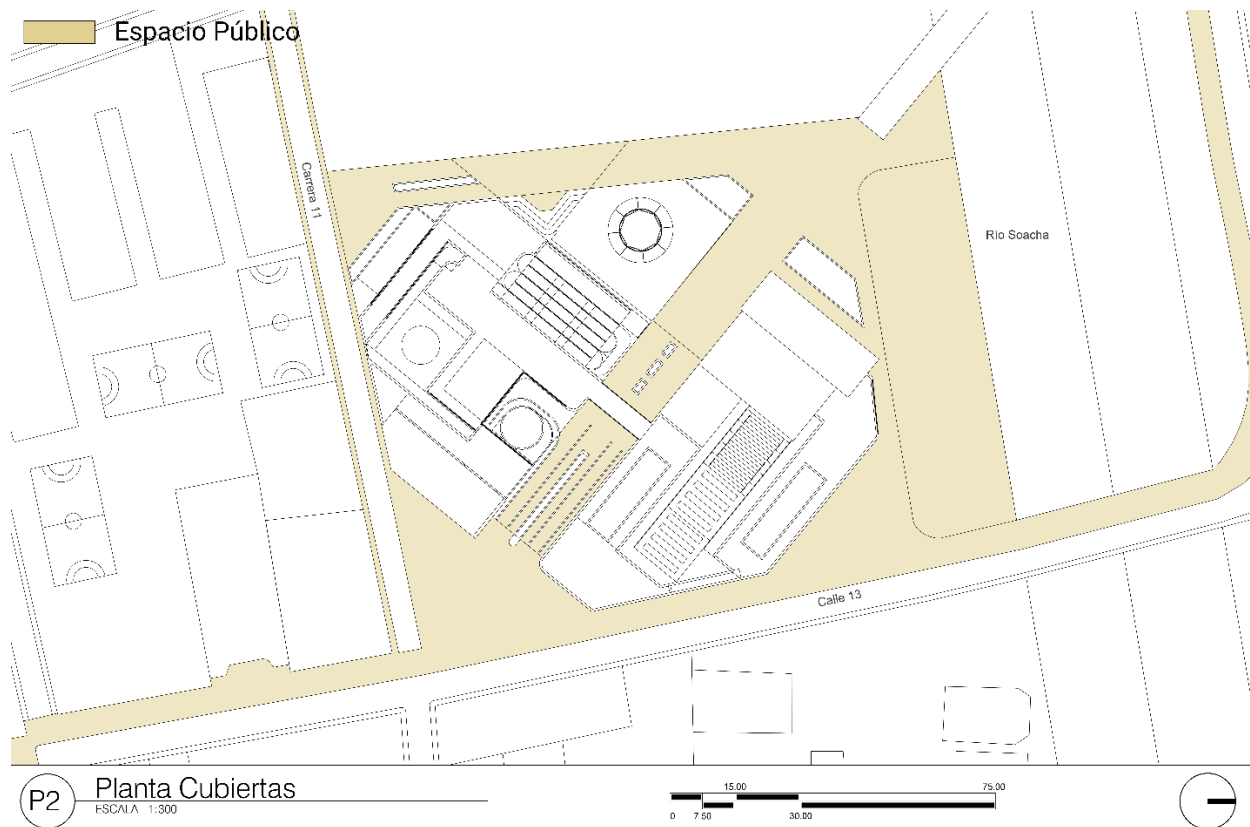 Espacio Público
Carrera 11
Río Soacha
Calle 13
P2
Planta Cubiertas
ESCALA 1:300
15.00
75.00
0
7.50
30.00